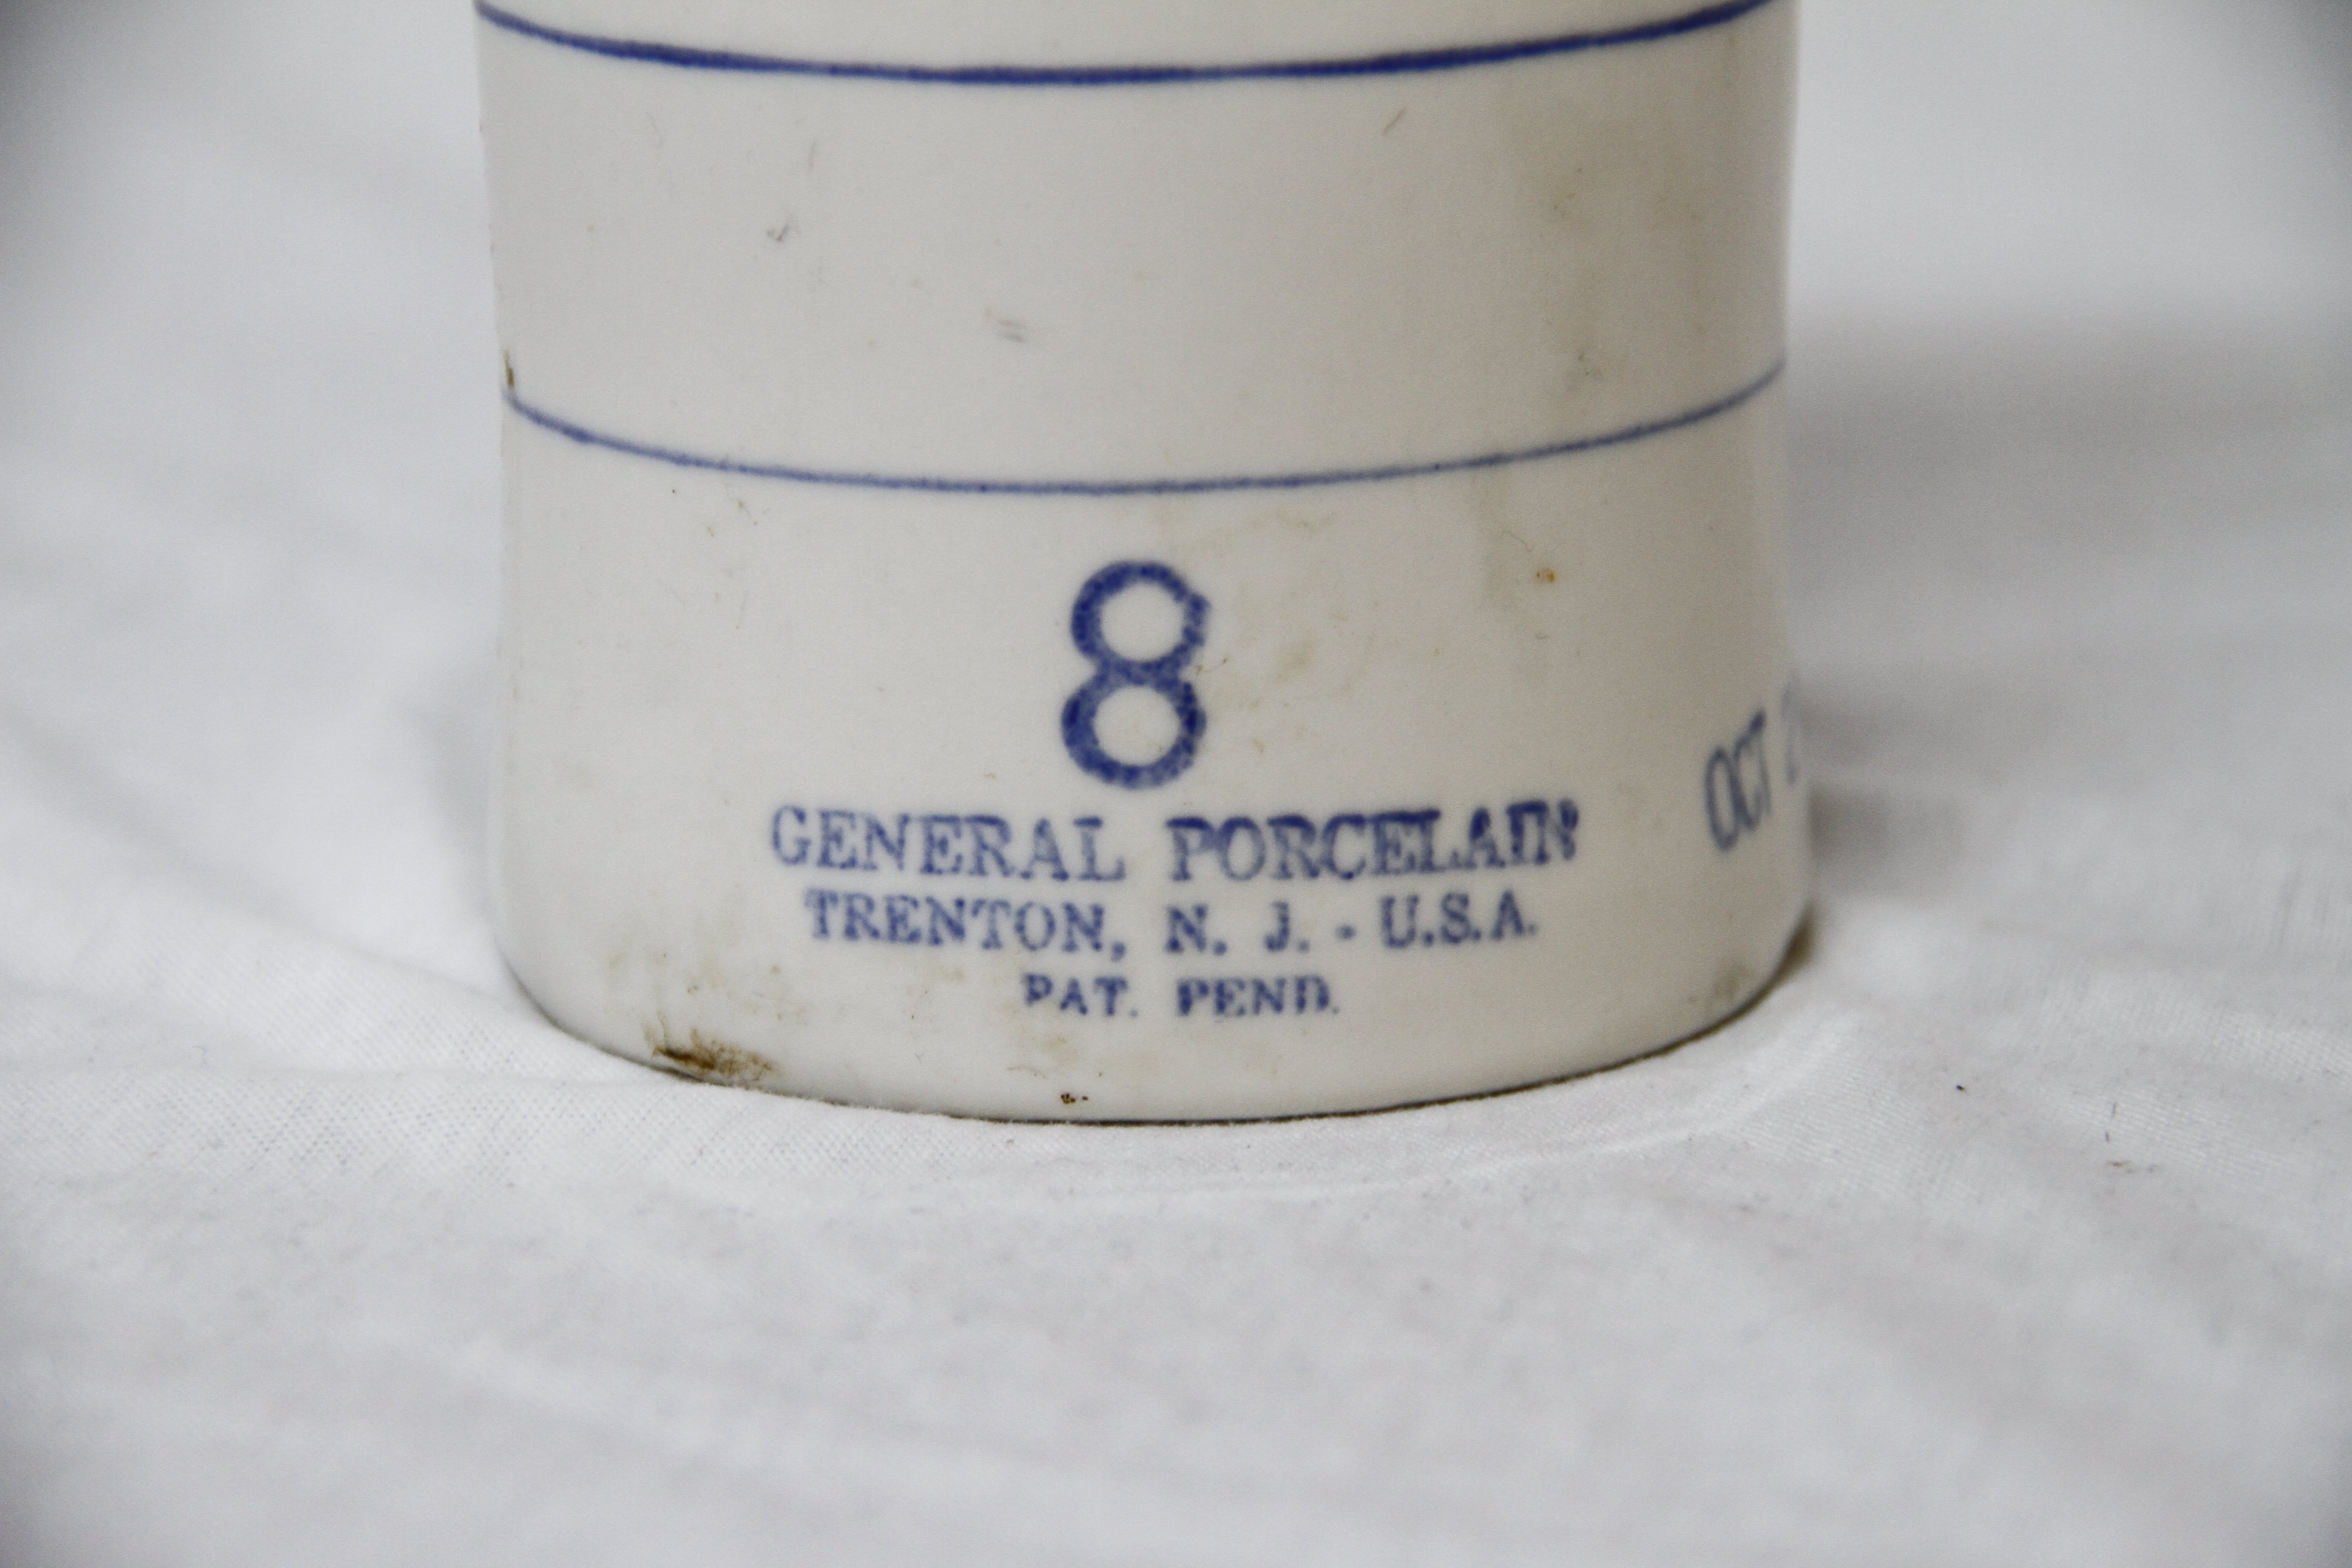 8
GENERAL PORCELAIN
TRENTON, N. J. - U.S.A.
PAT. PEND.
OCT